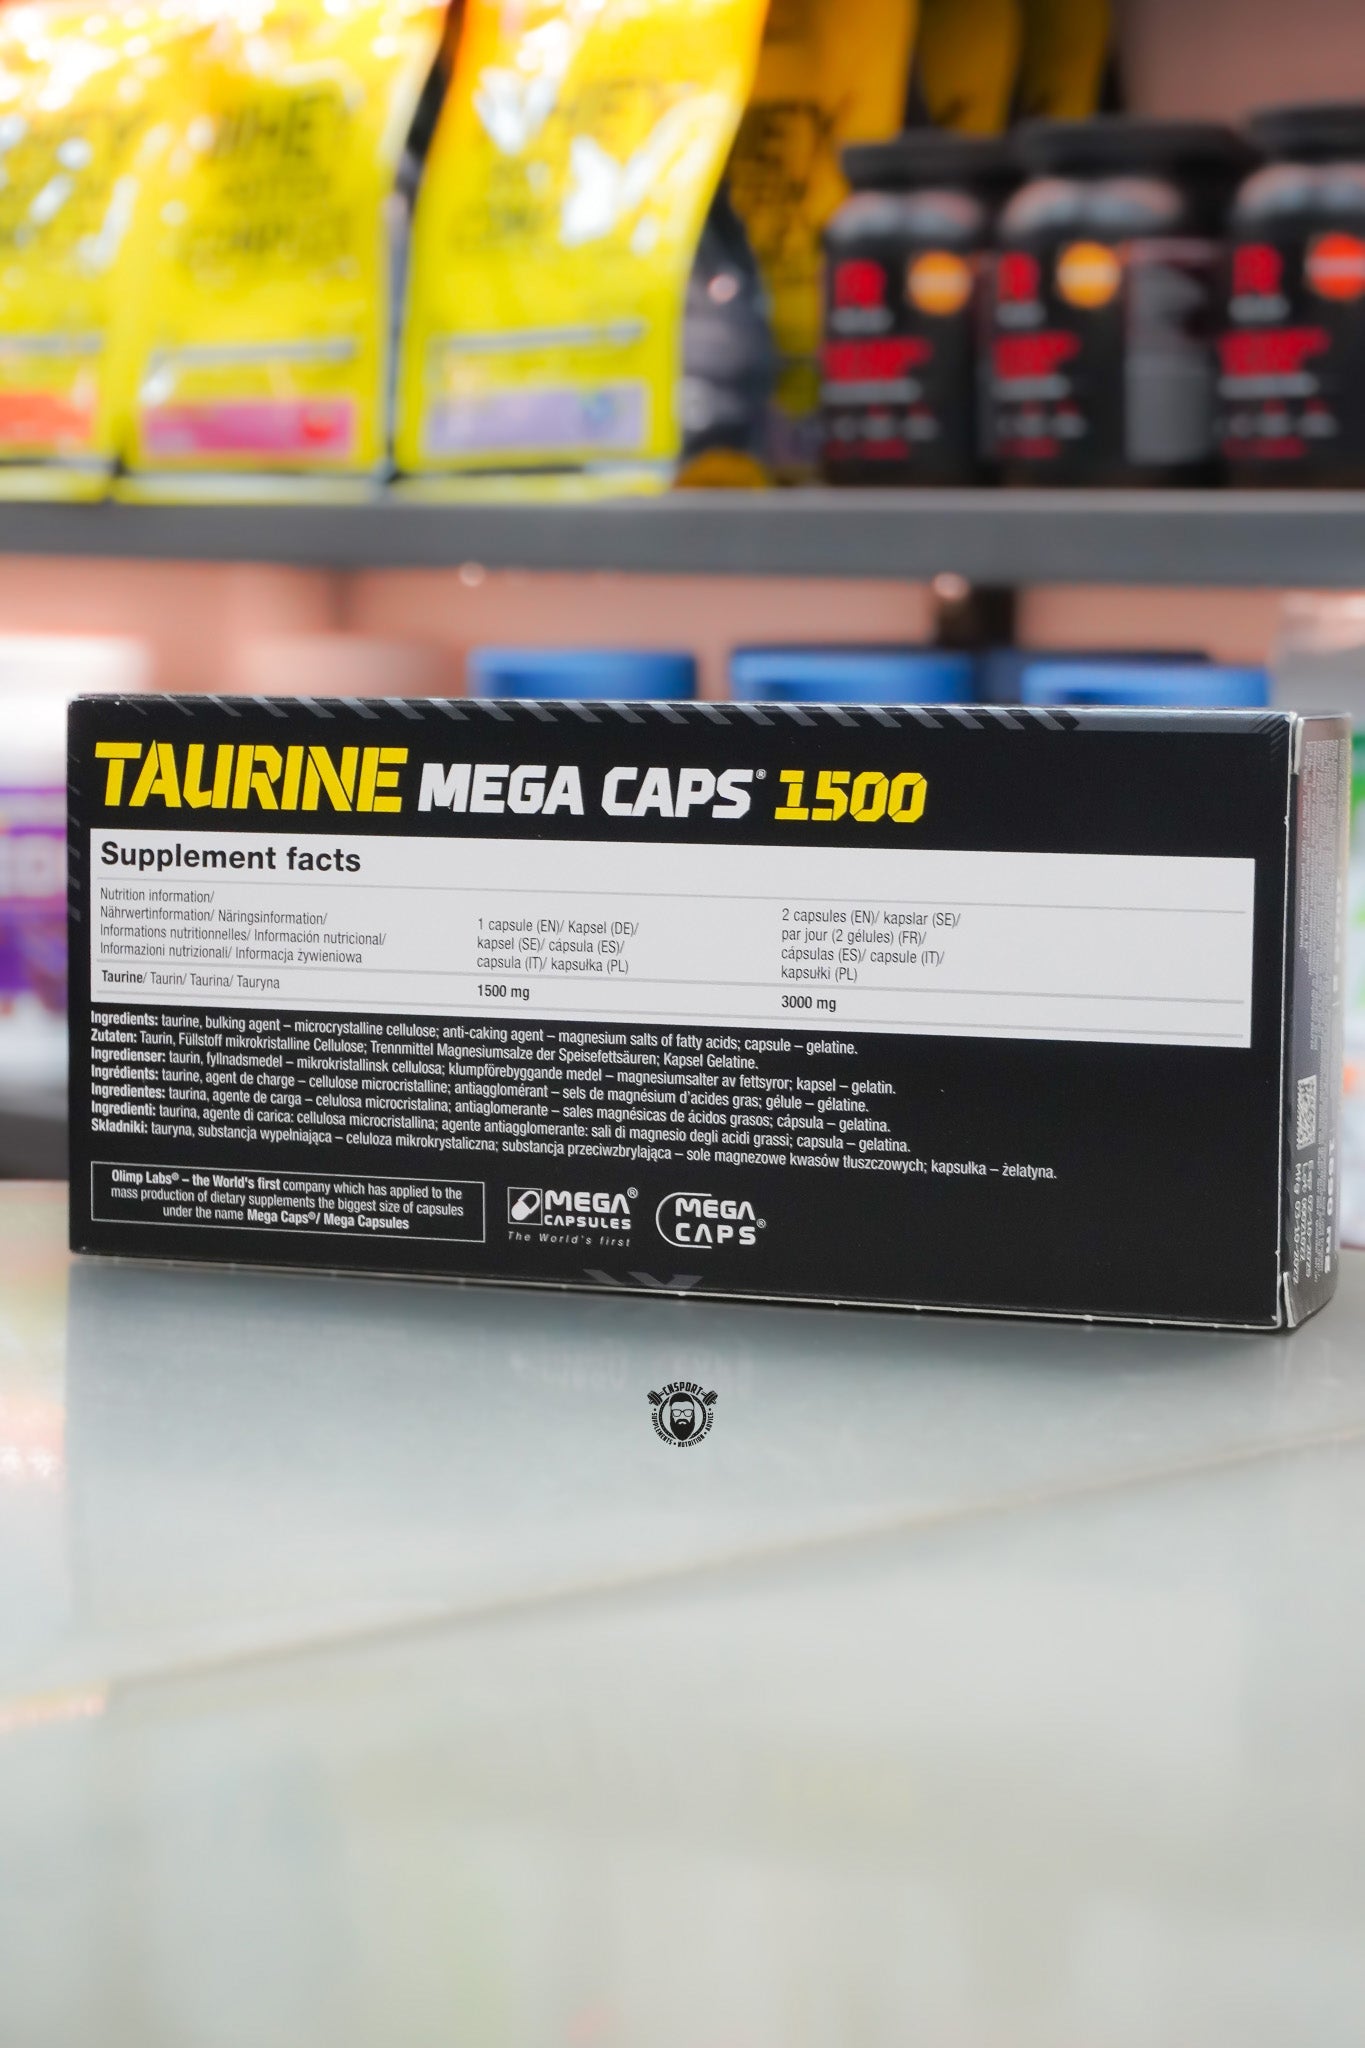 WHEY
WHEY
TAURINE MEGA CAPS® 1500
Supplement facts
Nutrition information/
Nährwertinformation/ Näringsinformation/
Informations nutritionnelles/ Información nutricional/
Informazioni nutrizionali/ Informacja żywieniowa
1 capsule (EN)/ Kapsel (DE)/
kapsel (SE)/ cápsula (ES)/
capsula (IT)/ kapsułka (PL)
2 capsules (EN)/ kapslar (SE)/
par jour (2 gélules) (FR)/
cápsulas (ES)/ capsule (IT)/
kapsułki (PL)
Taurine/ Taurin/ Taurina/ Tauryna
1500 mg
3000 mg
Ingredients: taurine, bulking agent – microcrystalline cellulose; anti-caking agent – magnesium salts of fatty acids; capsule – gelatine.
Zutaten: Taurin, Füllstoff mikrokristalline Cellulose; Trennmittel Magnesiumsalze der Speisefettsäuren; Kapsel Gelatine.
Ingredienser: taurin, fyllnadsmedel – mikrokristallinsk cellulosa; klumpförebyggande medel – magnesiumsalter av fettsyror; kapsel – gelatin.
Ingrédients: taurine, agent de charge – cellulose microcristalline; antiagglomérant – sels de magnésium d'acides gras; gélule – gélatine.
Ingredientes: taurina, agente de carga – celulosa microcristalina; antiaglomerante – sales magnésicas de ácidos grasos; cápsula – gelatina.
Ingredienti: taurina, agente di carica: cellulosa microcristallina; agente antiagglomerante: sali di magnesio degli acidi grassi; capsula – gelatina.
Składniki: tauryna, substancja wypełniająca – celuloza mikrokrystaliczna; substancja przeciwzbrylająca – sole magnezowe kwasów tłuszczowych; kapsułka – żelatyna.
Olimp Labs® – the World's first company which has applied to the
mass production of dietary supplements the biggest size of capsules
under the name Mega Caps®/ Mega Capsules
MEGA®
CAPSULES
The World's first
MEGA
CAPS®
CNSPORT
SUPPLEMENTS • NUTRITION • ADVICE